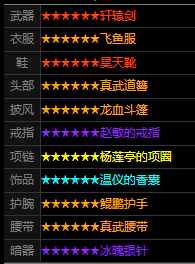 武器 ★★★★★★轩辕剑
衣服 ★★★★★★飞鱼服
鞋 ★★★★★★昊天靴
头部 ★★★★★★真武道簪
披风 ★★★★★★龙血斗篷
戒指 ★★★★★★赵敏的戒指
项链 ★★★★★★杨莲亭的项圈
饰品 ★★★★★★温仪的香囊
护腕 ★★★★★★鲲鹏护手
腰带 ★★★★★★真武腰带
暗器 ★★★★★★冰魄银针